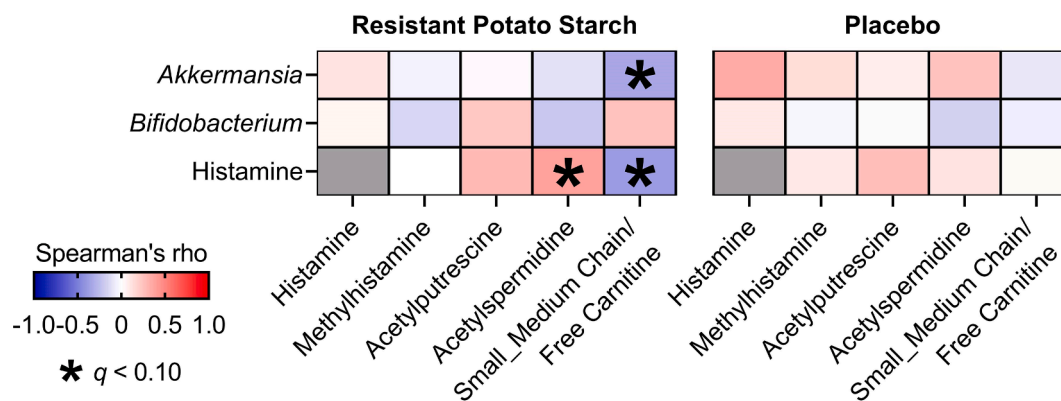 Resistant Potato Starch
Placebo
Akkermansia
Bifidobacterium
Histamine
Histamine
Methylhistamine
Acetylputrescine
Acetylspermidine
Small_Medium Chain/
Free Carnitine
Histamine
Methylhistamine
Acetylputrescine
Acetylspermidine
Small_Medium Chain/
Free Carnitine
Spearman's rho
-1.0 -0.5 0 0.5 1.0
* q < 0.10